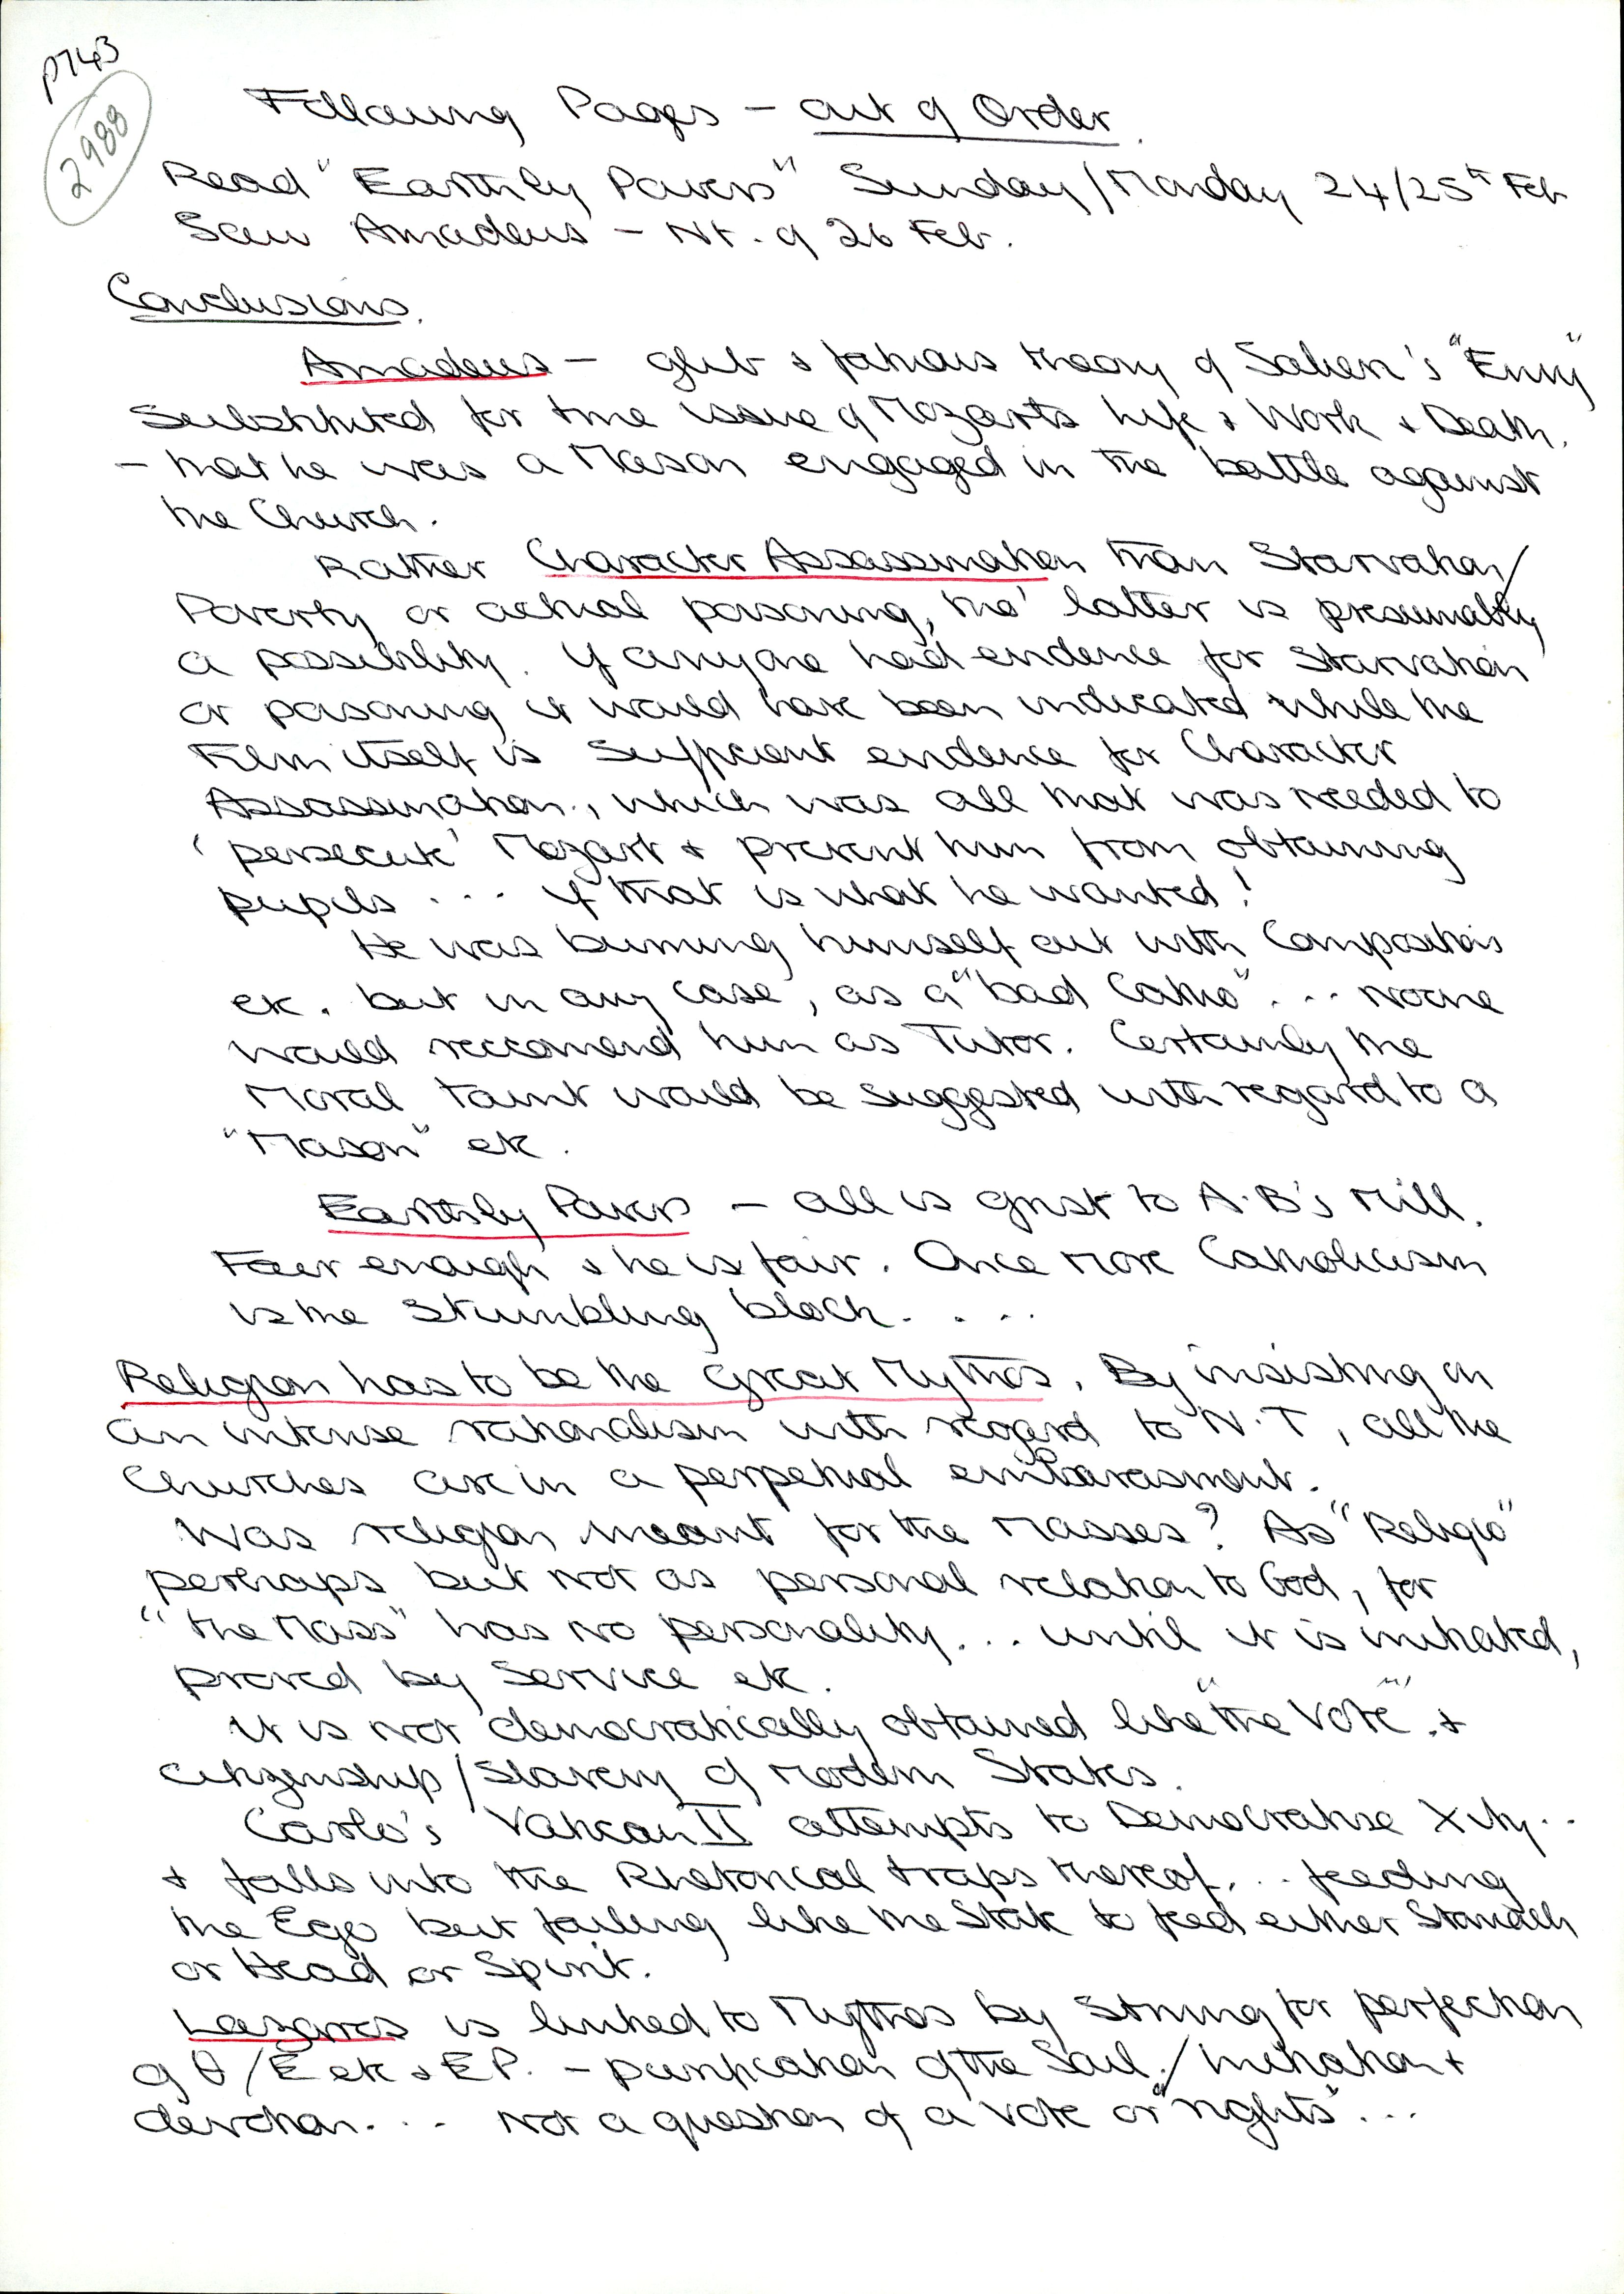 p743
2988
Following Pages – out of Order.
Read "Earthly Powers" Sunday/Monday 24/25t Feb
Saw Amadeus – Nt. of 26 Feb.
Conclusions.
Amadeus – glib & fatuous theory of Salieri's "Envy"
Substituted for true issue of Mozart's Life & Work & Death.
– that he was a Mason engaged in the battle against
the Church.
Rather Character Assassination than Starvation/
Poverty or actual poisoning, tho' latter is presumably
a possibility. If anyone had evidence for Starvation
or poisoning it would have been indicated while the
Film itself is sufficient evidence for Character
Assassination, which was all that was needed to
'persecute' Mozart & prevent him from obtaining
pupils ... if that is what he wanted!
He was burning himself out with Compositions
etc. but in any case, as a "bad Catho" ... Noone
would reccomend him as Tutor. Certainly the
Moral taint would be suggested with regard to a
"Mason" etc.
Earthly Powers – all is grist to A.B's Mill.
Fair enough & he is fair. Once more Catholicism
is the stumbling block. ...
Religion has to be the Great Mythos. By insisting on
an intense rationalism with regard to N.T, all the
Churches are in a perpetual embarasment.
Was religion meant for the Masses? As "Religio"
perhaps but not as personal relation to God, for
"the Mass" has no personality... until it is initiated,
proved by Service etc.
It is not democratically obtained like "the Vote" &
citizenship/slavery of Modern States.
Carlo's Vatican II attempts to Democratise Xity..
& falls into the Rhetorical traps thereof... feeding
the Ego but failing like the State to feed either Stomach
or Head or Spirit.
Lazarus is linked to Mythos by Striving for perfection
of θ/E etc & E P. – purification of the Soul./Initiation &
devotion... Not a question of a Vote or "rights"...